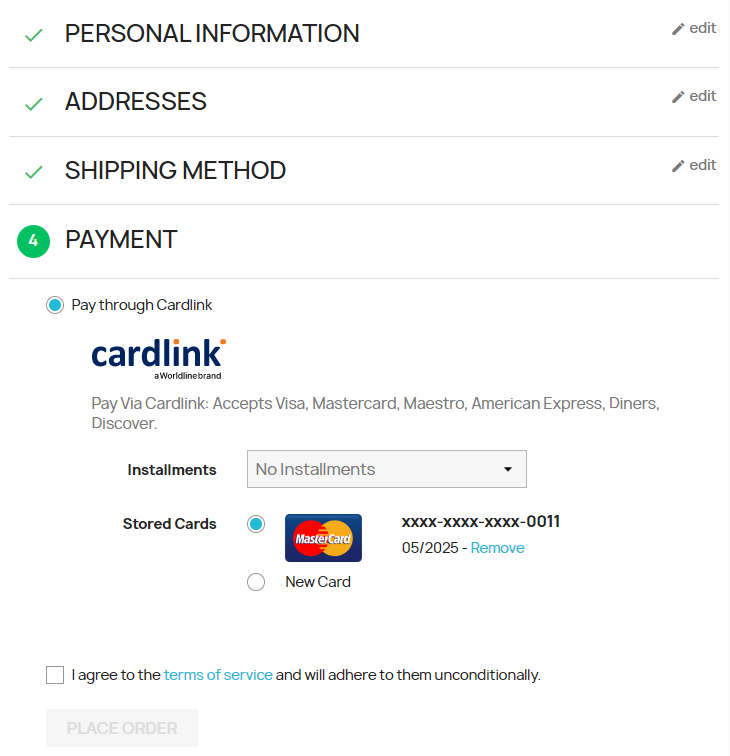 PERSONAL INFORMATION
edit
ADDRESSES
edit
SHIPPING METHOD
edit
4
PAYMENT
Pay through Cardlink
cardlink
a Worldline brand
Pay Via Cardlink: Accepts Visa, Mastercard, Maestro, American Express, Diners,
Discover.
Installments
No Installments
Stored Cards
MasterCard
xxxx-xxxx-xxxx-0011
05/2025 - Remove
New Card
I agree to the terms of service and will adhere to them unconditionally.
PLACE ORDER